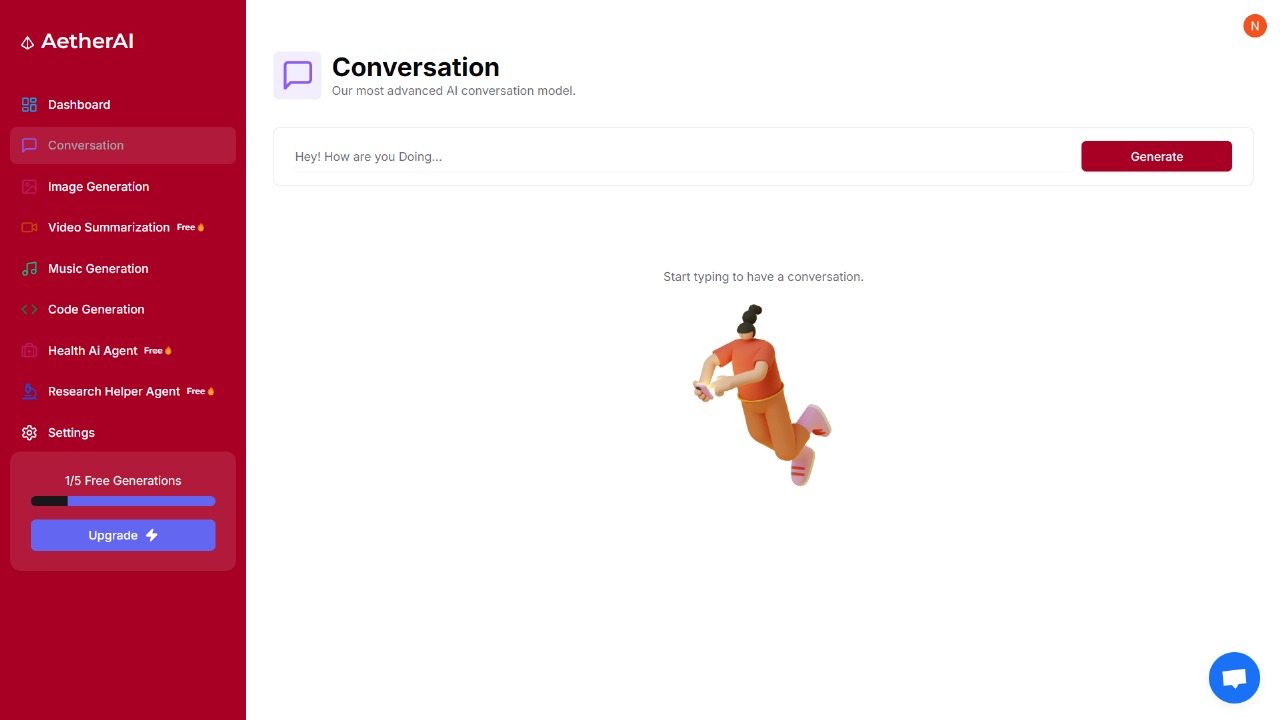 AetherAI
N
Conversation
Our most advanced AI conversation model.
Dashboard
Conversation
Image Generation
Video Summarization Free🔥
Music Generation
Code Generation
Health Ai Agent Free🔥
Research Helper Agent Free🔥
Settings
1/5 Free Generations
Upgrade
Hey! How are you Doing...
Generate
Start typing to have a conversation.